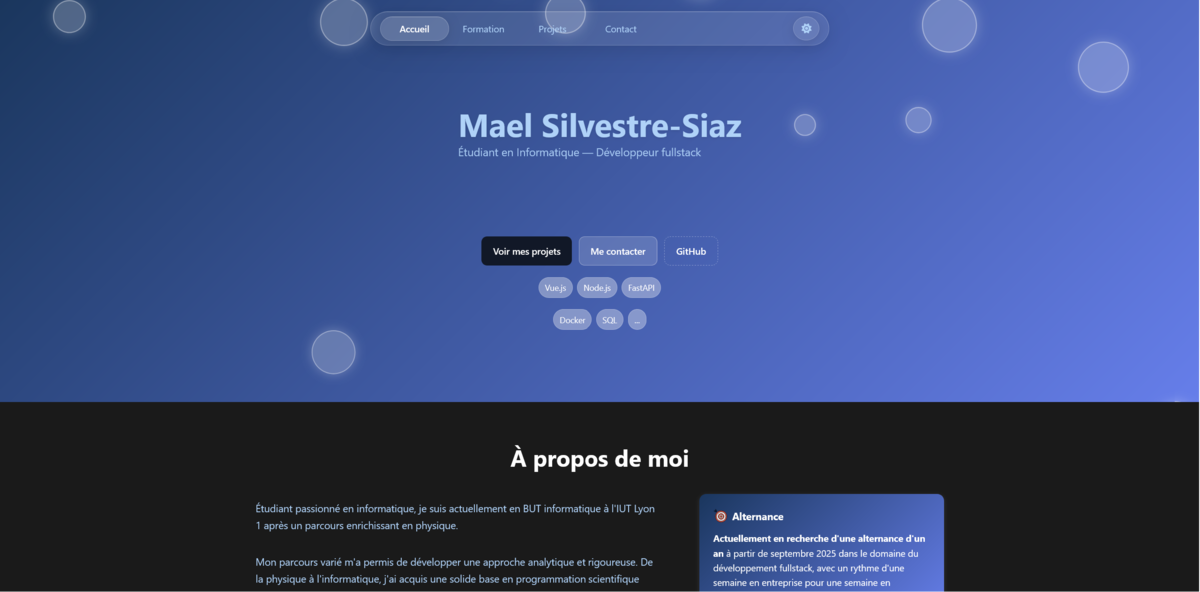 Accueil Formation Projets Contact
Mael Silvestre-Siaz
Étudiant en Informatique — Développeur fullstack
Voir mes projets Me contacter GitHub
Vue.js Node.js FastAPI
Docker SQL ...
À propos de moi
Étudiant passionné en informatique, je suis actuellement en BUT informatique à l'IUT Lyon
1 après un parcours enrichissant en physique.
Mon parcours varié m'a permis de développer une approche analytique et rigoureuse. De
la physique à l'informatique, j'ai acquis une solide base en programmation scientifique
Alternance
Actuellement en recherche d'une alternance d'un
an à partir de septembre 2025 dans le domaine du
développement fullstack, avec un rythme d'une
semaine en entreprise pour une semaine en